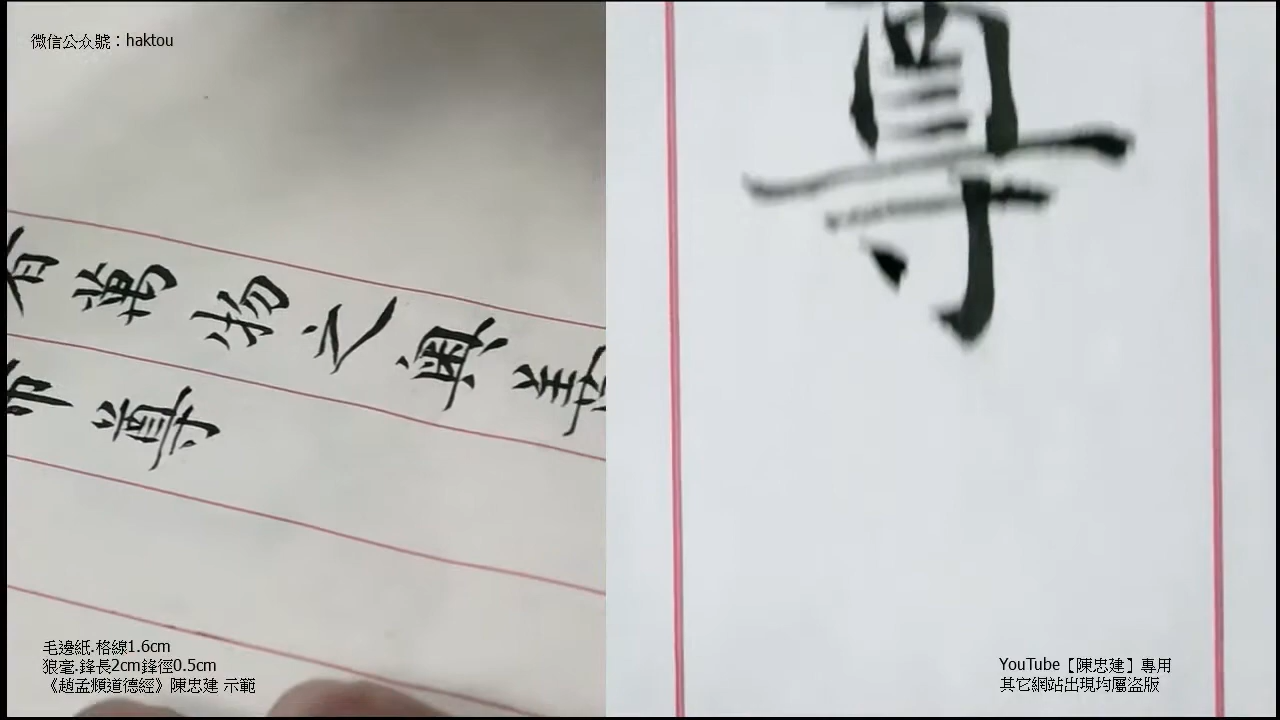 微信公众號：haktou
者萬物之奧善
市尊
尊
毛邊紙.格線1.6cm
狼毫.鋒長2cm鋒徑0.5cm
《趙孟頫道德經》陳忠建 示範
YouTube［陳忠建］專用
其它網站出現均屬盜版